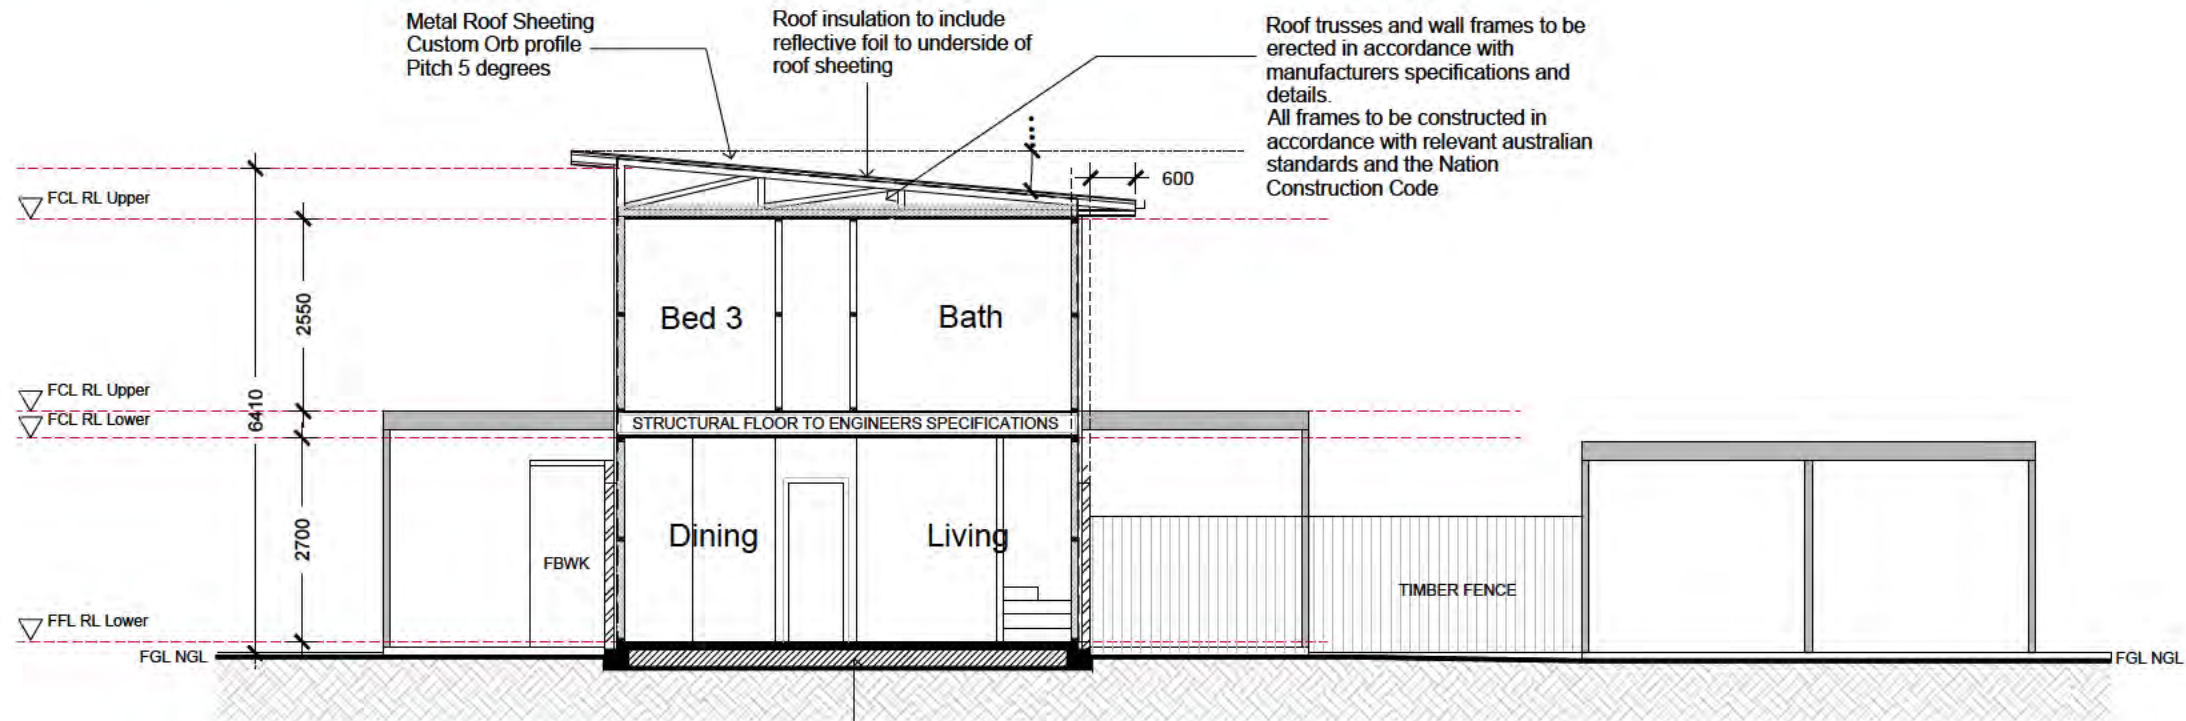 Metal Roof Sheeting
Custom Orb profile
Pitch 5 degrees
Roof insulation to include
reflective foil to underside of
roof sheeting
Roof trusses and wall frames to be
erected in accordance with
manufacturers specifications and
details.
All frames to be constructed in
accordance with relevant australian
standards and the Nation
Construction Code
600
FCL RL Upper
2550
Bed 3
Bath
FCL RL Upper
6410
FCL RL Lower
STRUCTURAL FLOOR TO ENGINEERS SPECIFICATIONS
2700
Dining
Living
FBWK
TIMBER FENCE
FFL RL Lower
FGL NGL
FGL NGL